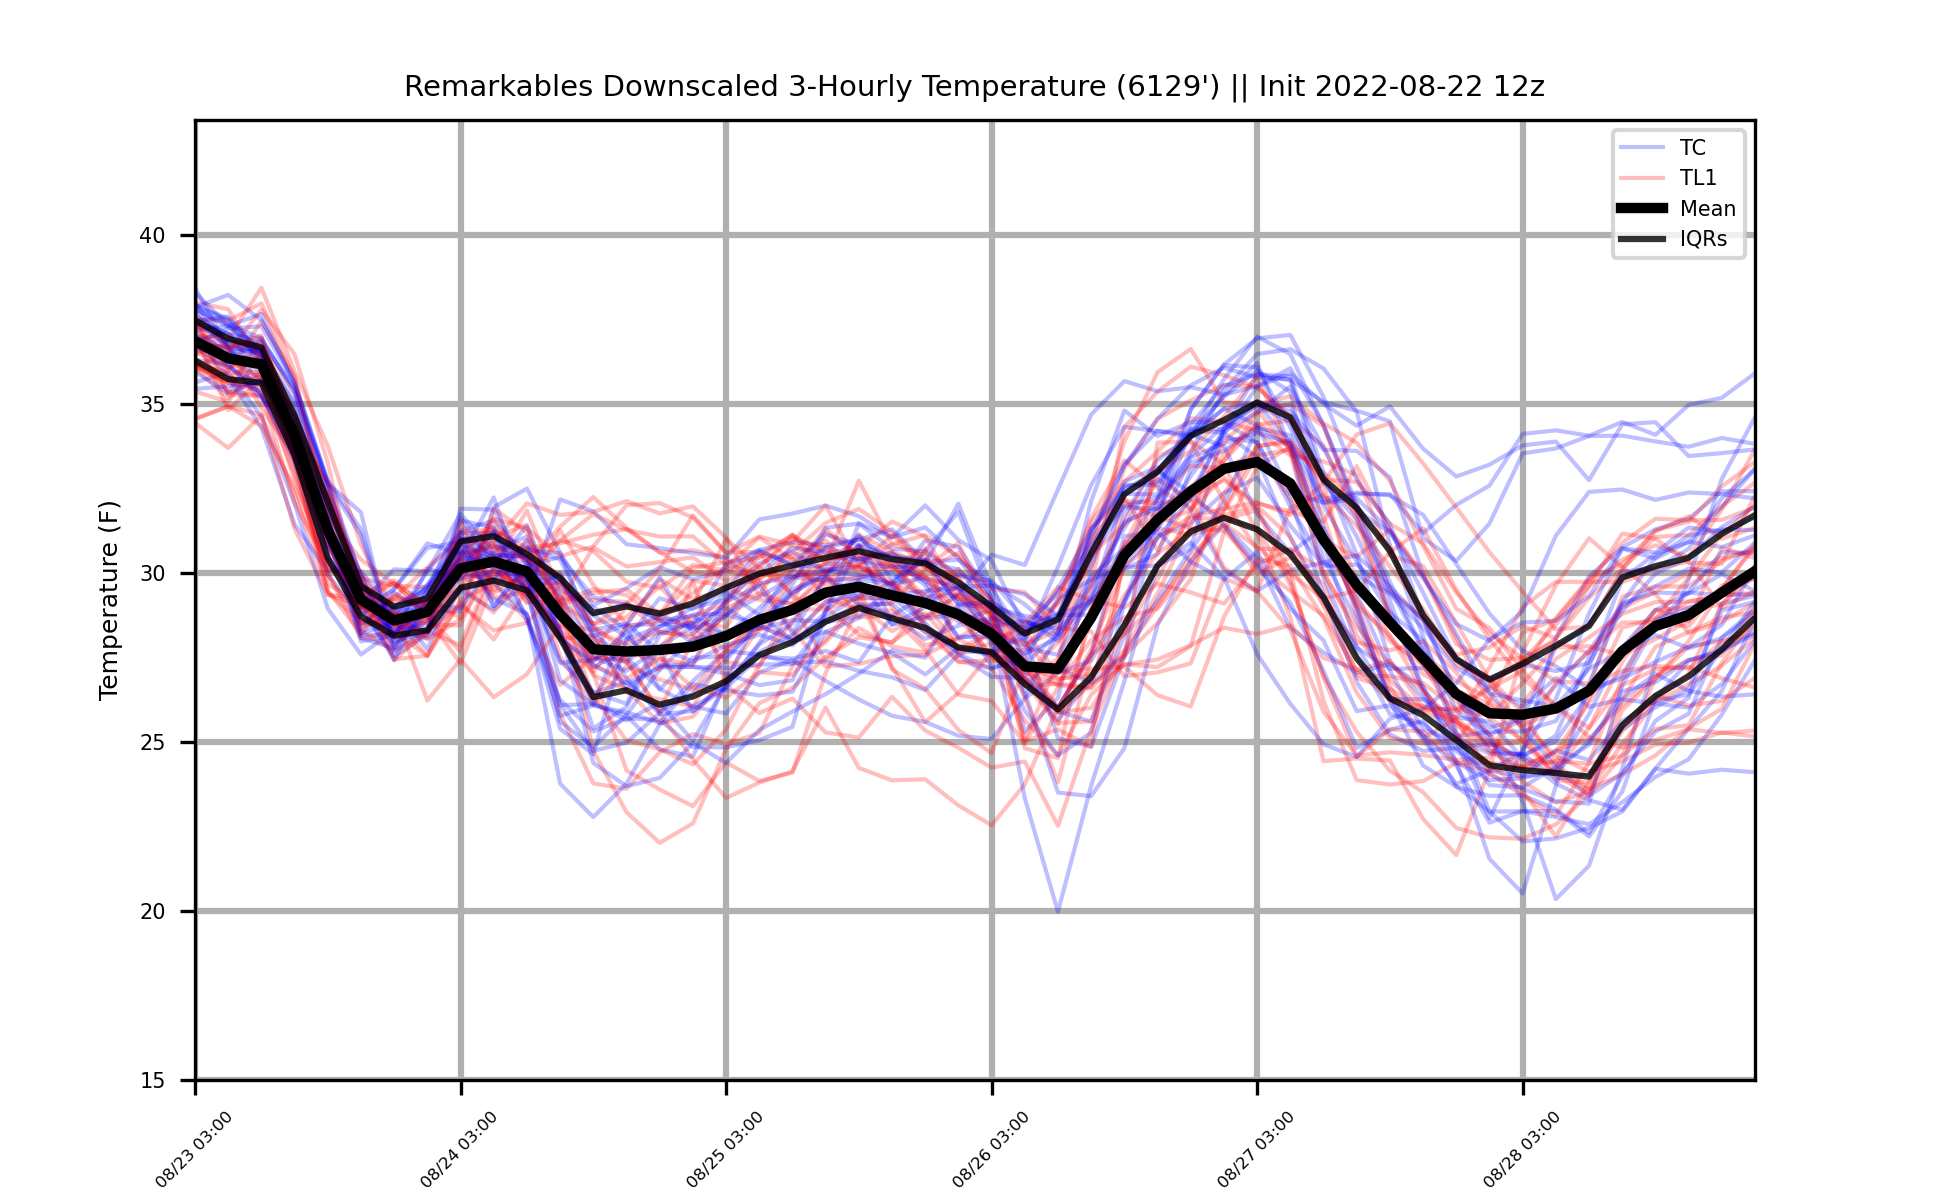 Remarkables Downscaled 3-Hourly Temperature (6129') || Init 2022-08-22 12z
TC
TL1
Mean
IQRs
Temperature (F)
40
35
30
25
20
15
08/23 03:00
08/24 03:00
08/25 03:00
08/26 03:00
08/27 03:00
08/28 03:00